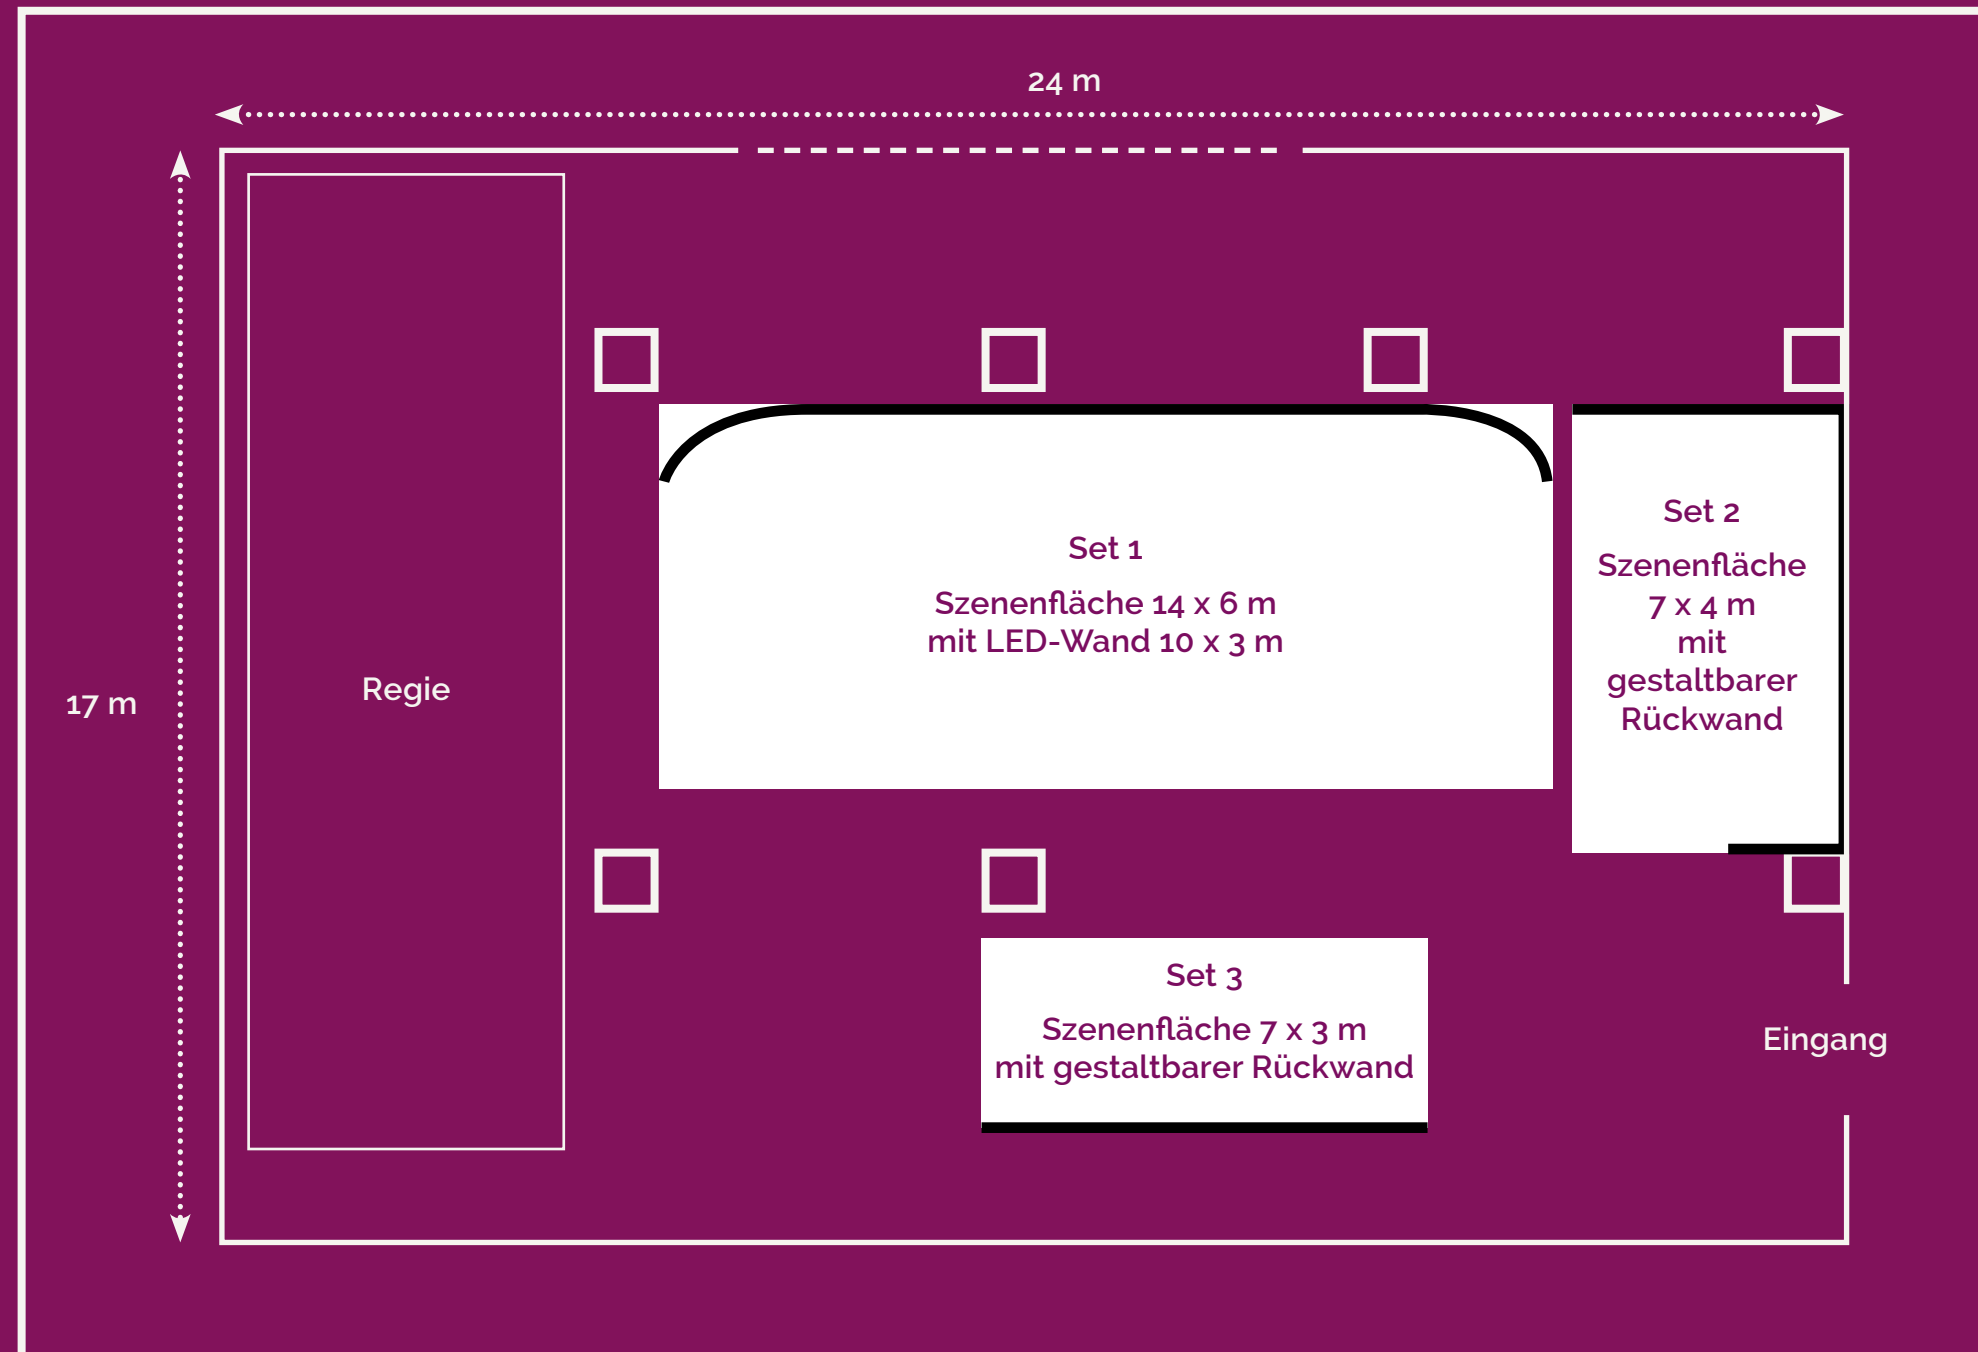 24 m
17 m
Regie
Set 1
Szenenfläche 14 x 6 m
mit LED-Wand 10 x 3 m
Set 2
Szenenfläche
7 x 4 m
mit
gestaltbarer
Rückwand
Set 3
Szenenfläche 7 x 3 m
mit gestaltbarer Rückwand
Eingang